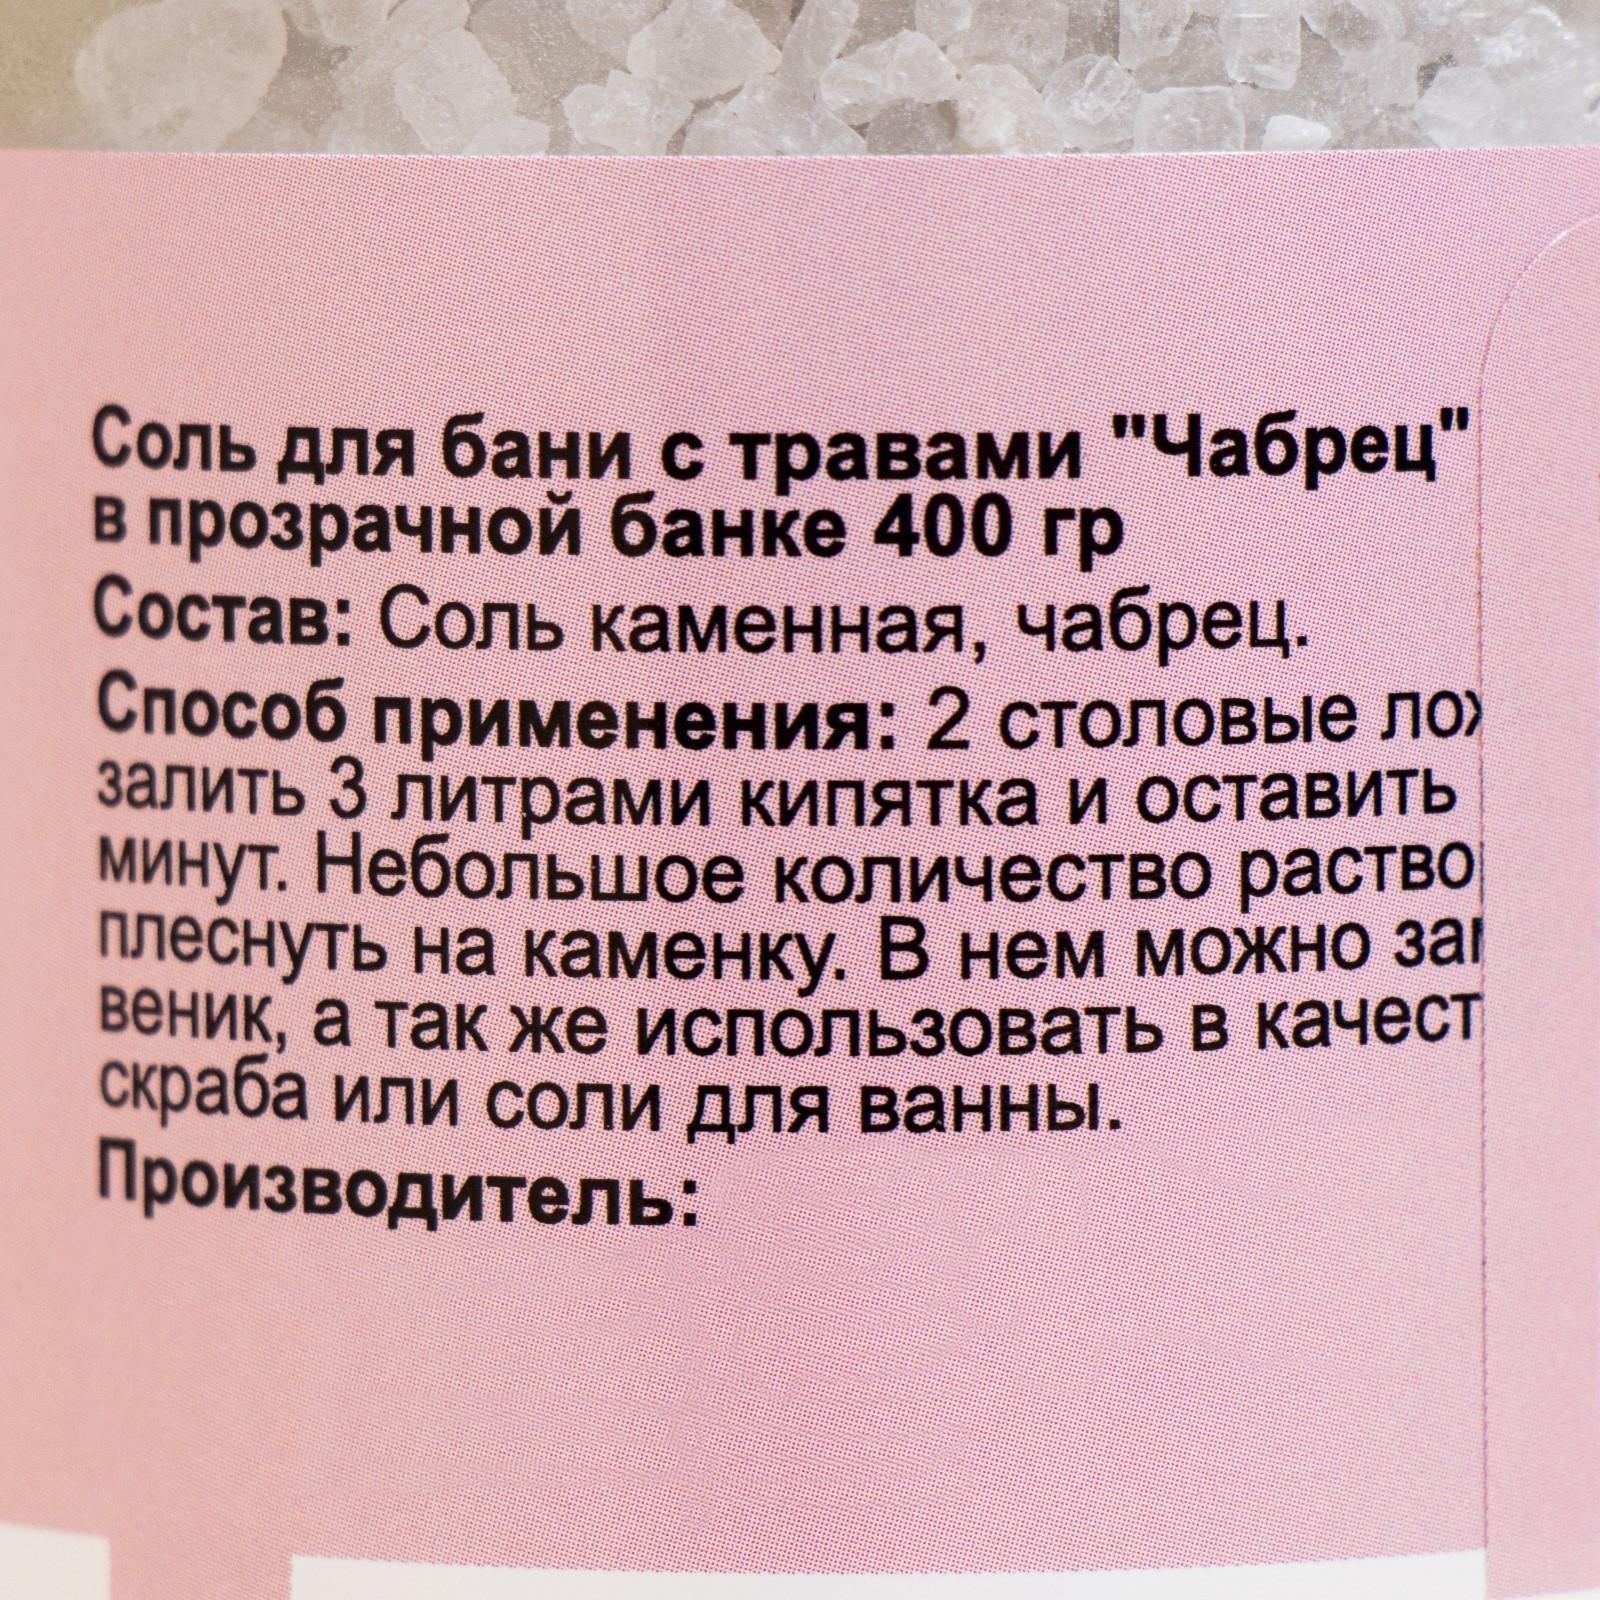 Соль для бани с травами "Чабрец"
в прозрачной банке 400 гр
Состав: Соль каменная, чабрец.
Способ применения: 2 столовые
залить 3 литрами кипятка и оставить
минут. Небольшое количество раство
плеснуть на каменку. В нем можно
веник, а так же использовать в качест
скраба или соли для ванны.
Производитель: